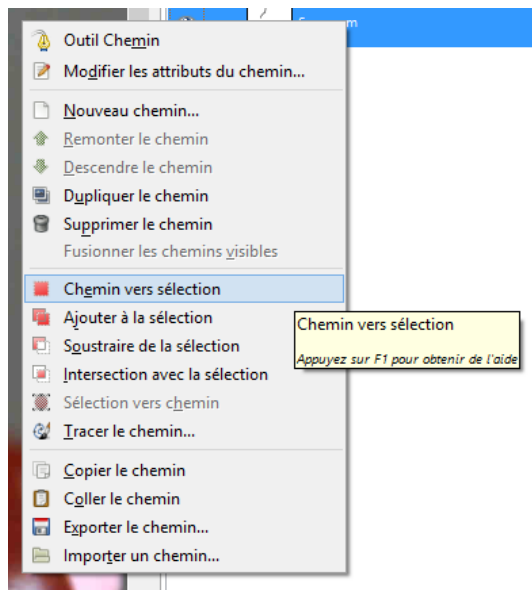 Outil Chemin
Modifier les attributs du chemin...
Nouveau chemin...
Remonter le chemin
Descendre le chemin
Dupliquer le chemin
Supprimer le chemin
Fusionner les chemins visibles
Chemin vers sélection
Ajouter à la sélection
Soustraire de la sélection
Intersection avec la sélection
Sélection vers chemin
Tracer le chemin...
Copier le chemin
Coller le chemin
Exporter le chemin...
Importer un chemin...
Chemin vers sélection
Appuyez sur F1 pour obtenir de l'aide